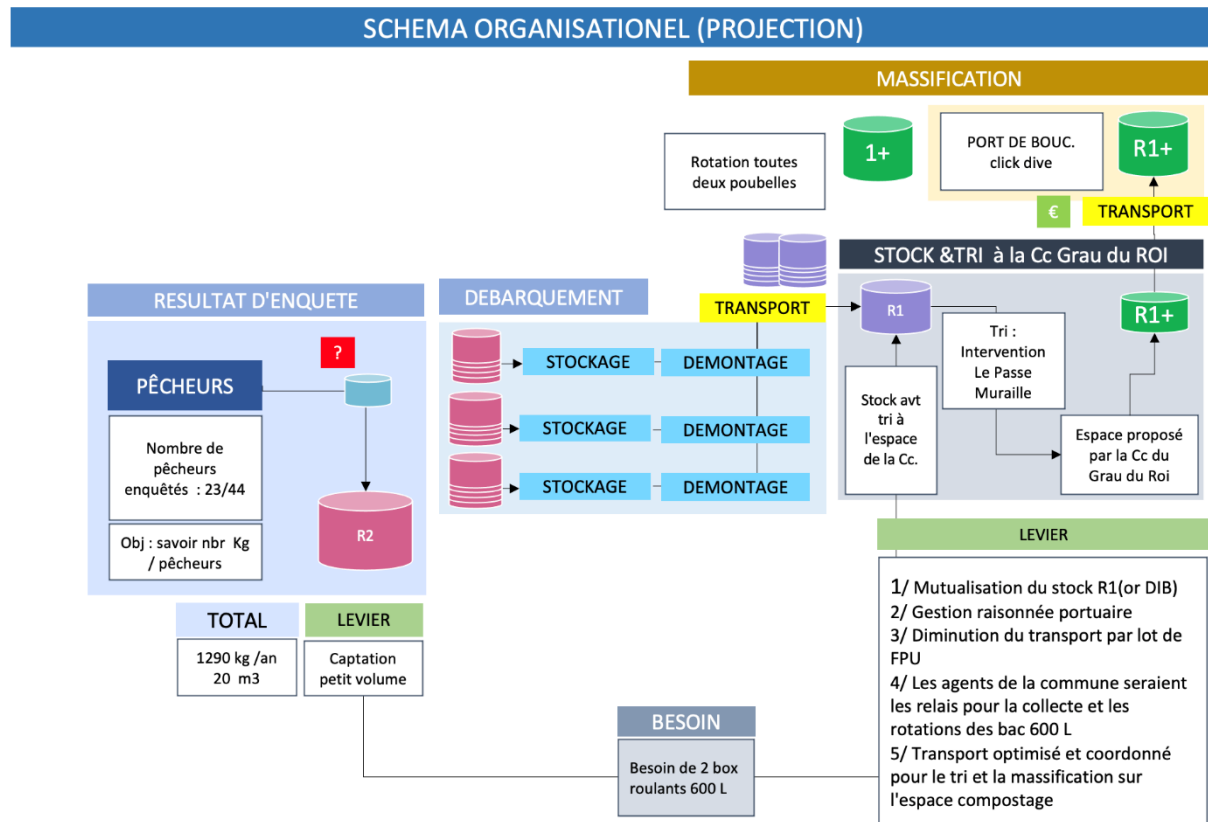 SCHEMA ORGANISATIONEL (PROJECTION)
MASSIFICATION
Rotation toutes
deux poubelles
1+
PORT DE BOUC.
click dive
R1+
€
TRANSPORT
STOCK &TRI à la Cc Grau du ROI
RESULTAT D'ENQUETE
DEBARQUEMENT
TRANSPORT
R1
R1+
?
PÊCHEURS
Nombre de
pêcheurs
enquêtés : 23/44
Obj : savoir nbr Kg
/ pêcheurs
R2
STOCKAGE
DEMONTAGE
STOCKAGE
DEMONTAGE
STOCKAGE
DEMONTAGE
Tri :
Intervention
Le Passe
Muraille
Stock avt
tri à
l'espace
de la Cc.
Espace proposé
par la Cc du
Grau du Roi
TOTAL
1290 kg /an
20 m3
LEVIER
Captation
petit volume
BESOIN
Besoin de 2 box
roulants 600 L
LEVIER
1/ Mutualisation du stock R1(or DIB)
2/ Gestion raisonnée portuaire
3/ Diminution du transport par lot de
FPU
4/ Les agents de la commune seraient
les relais pour la collecte et les
rotations des bac 600 L
5/ Transport optimisé et coordonné
pour le tri et la massification sur
l'espace compostage